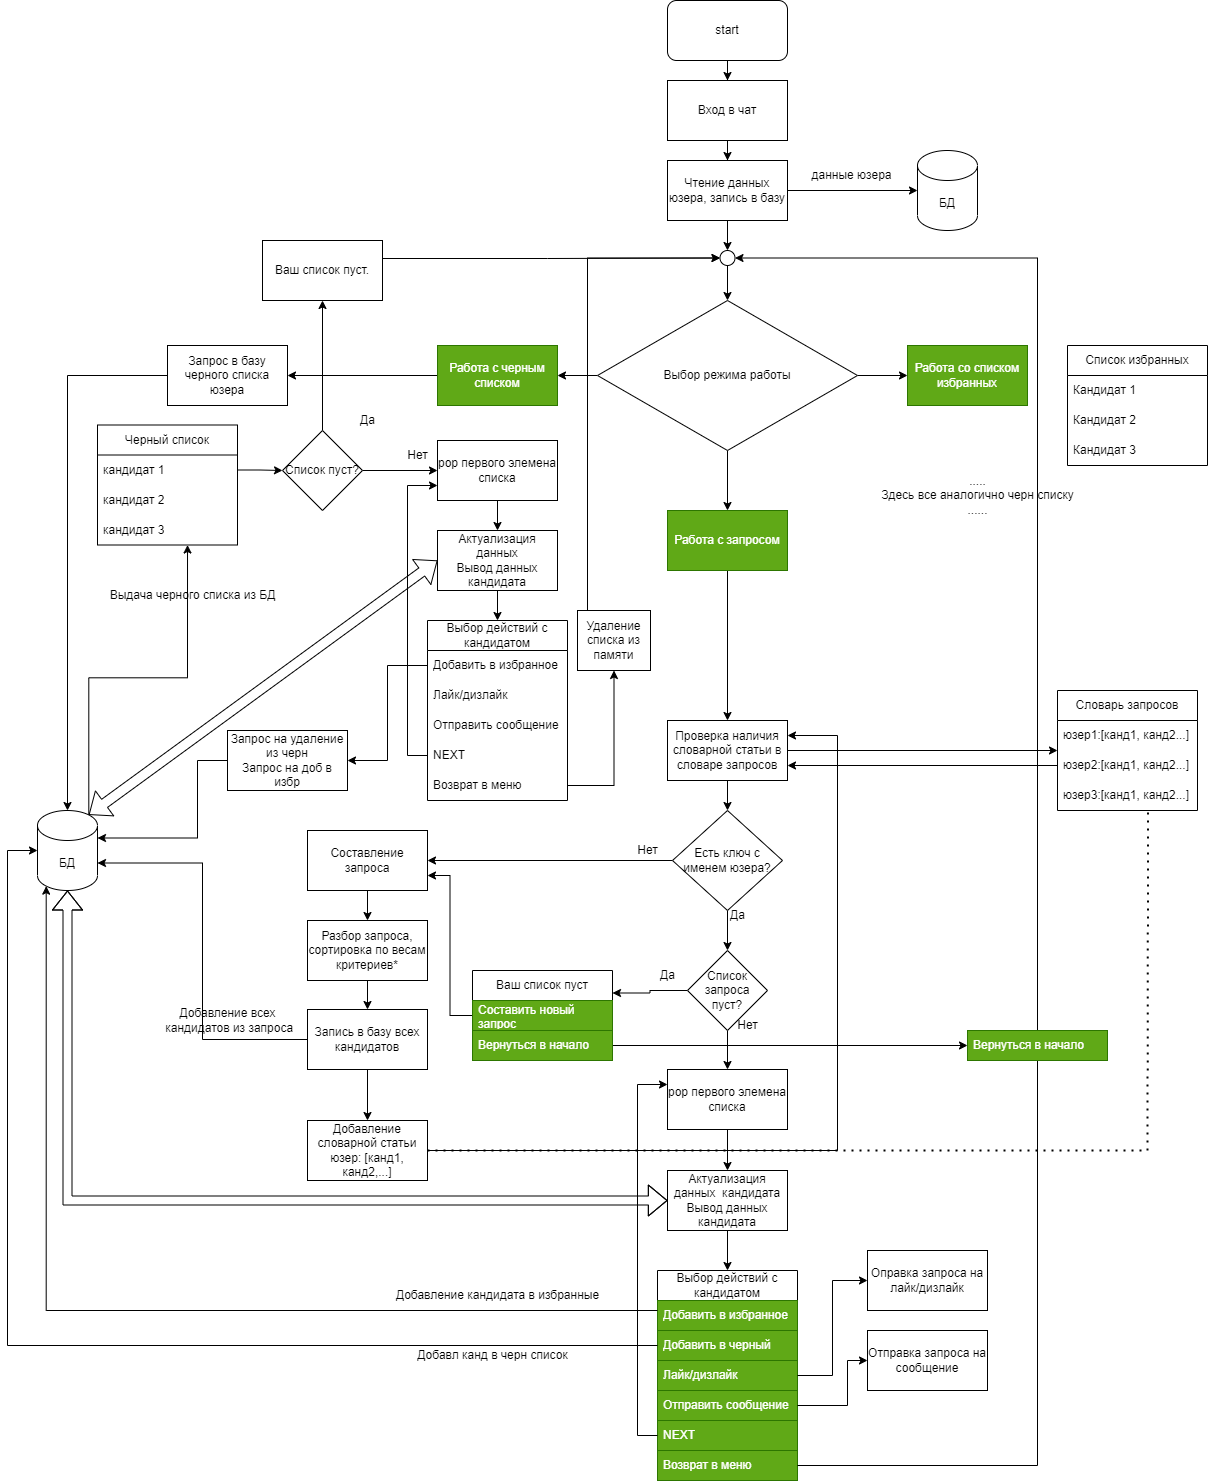 start
Вход в чат
Чтение данных
юзера, запись в базу
данные юзера
БД
Ваш список пуст.
Запрос в базу
черного списка
юзера
Работа с черным
списком
Выбор режима работы
Работа со списком
избранных
Список избранных
Кандидат 1
Кандидат 2
Кандидат 3
.....
Здесь все аналогично черн списку
......
Черный список
кандидат 1
кандидат 2
кандидат 3
Да
Список пуст?
Нет
pop первого элемена
списка
Актуализация
данных
Вывод данных
кандидата
Работа с запросом
Выдача черного списка из БД
Выбор действий с
кандидатом
Добавить в избранное
Лайк/дизлайк
Отправить сообщение
NEXT
Возврат в меню
Удаление
списка из
памяти
Запрос на удаление
из черн
Запрос на доб в
избр
Проверка наличия
словарной статьи в
словаре запросов
Словарь запросов
юзер1:[канд1, канд2...]
юзер2:[канд1, канд2...]
юзер3:[канд1, канд2...]
БД
Составление
запроса
Нет
Есть ключ с
именем юзера?
Да
Разбор запроса,
сортировка по весам
критериев*
Список
запроса
пуст?
Да
Нет
Ваш список пуст
Составить новый
запрос
Вернуться в начало
Вернуться в начало
Добавление всех
кандидатов из запроса
Запись в базу всех
кандидатов
pop первого элемена
списка
Добавление
словарной статьи
юзер: [канд1,
канд2,...]
Актуализация
данных  кандидата
Вывод данных
кандидата
Выбор действий с
кандидатом
Добавить в избранное
Добавить в черный
Лайк/дизлайк
Отправить сообщение
NEXT
Возврат в меню
Добавление кандидата в избранные
Добавл канд в черн список
Оправка запроса на
лайк/дизлайк
Отправка запроса на
сообщение